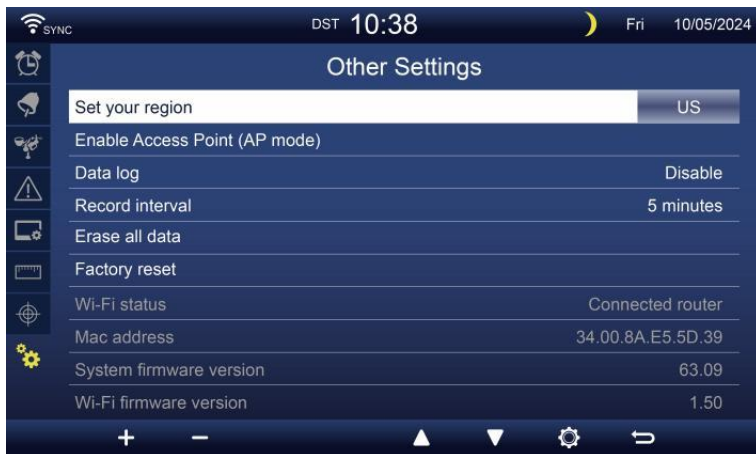 SYNC DST 10:38 Fri 10/05/2024
Other Settings
Set your region US
Enable Access Point (AP mode)
Data log Disable
Record interval 5 minutes
Erase all data
Factory reset
Wi-Fi status Connected router
Mac address 34.00.8A.E5.5D.39
System firmware version 63.09
Wi-Fi firmware version 1.50
+ −